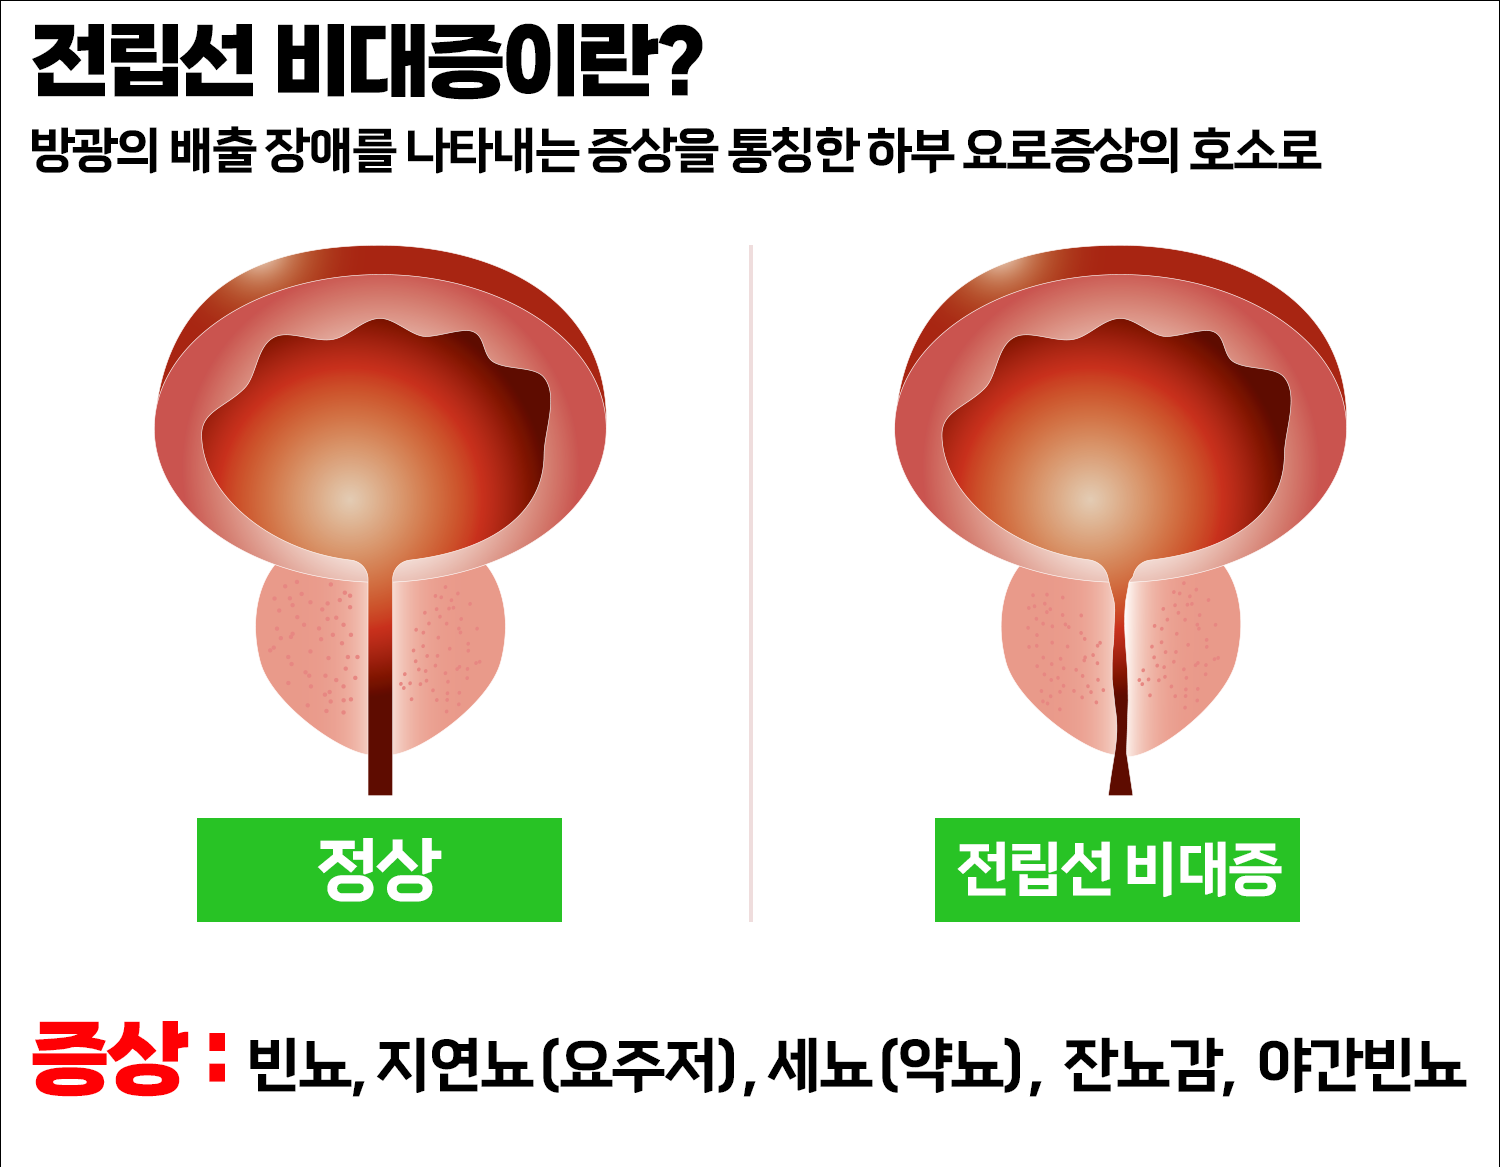 전립선 비대증이란?
방광의 배출 장애를 나타내는 증상을 통칭한 하부 요로증상의 호소로
정상
전립선 비대증
증상 : 빈뇨, 지연뇨(요주저), 세뇨(약뇨), 잔뇨감, 야간빈뇨